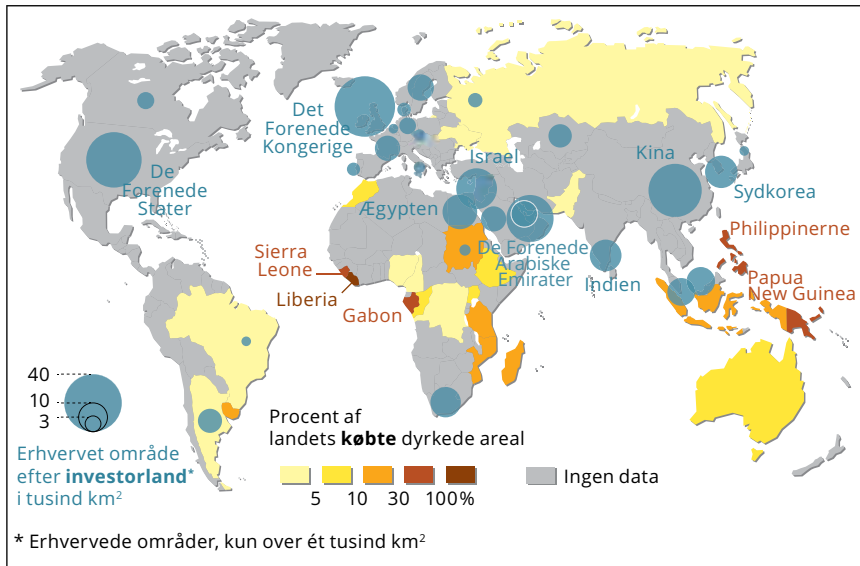 Det
Forenede
Kongerige
De
Forenede
Stater
Israel
Kina
Sydkorea
Ægypten
De Forenede
Arabiske
Emirater
Indien
Philippinerne
Papua
New Guinea
Sierra
Leone
Liberia
Gabon
40
10
3
Erhvervet område
efter investorland*
i tusind km²
Procent af
landets købte dyrkede areal
5 10 30 100%
Ingen data
* Erhvervede områder, kun over ét tusind km²